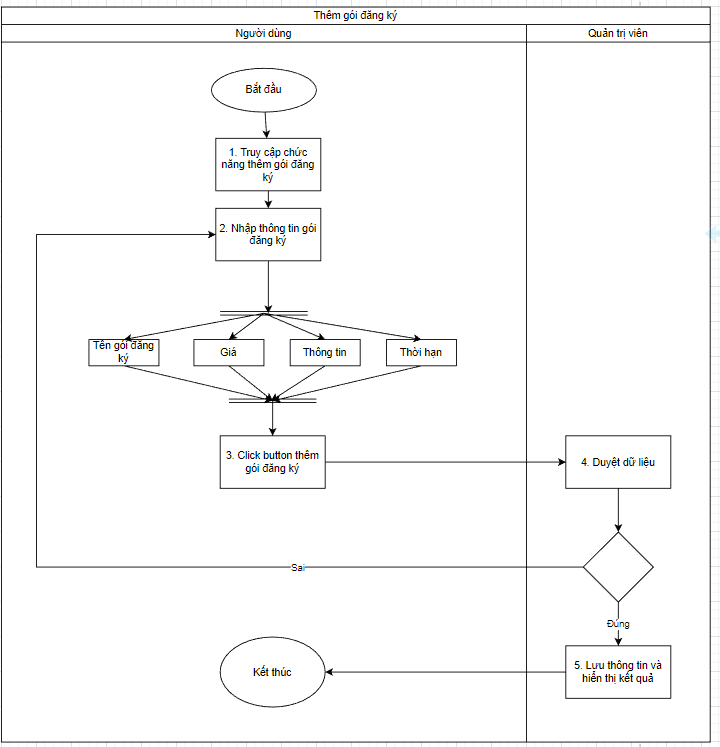 Thêm gói đăng ký
Người dùng
Quản trị viên
Bắt đầu
1. Truy cập chức
năng thêm gói đăng
ký
2. Nhập thông tin gói
đăng ký
Tên gói đăng
ký
Giá
Thông tin
Thời hạn
3. Click button thêm
gói đăng ký
4. Duyệt dữ liệu
Sai
Đúng
Kết thúc
5. Lưu thông tin và
hiển thị kết quả